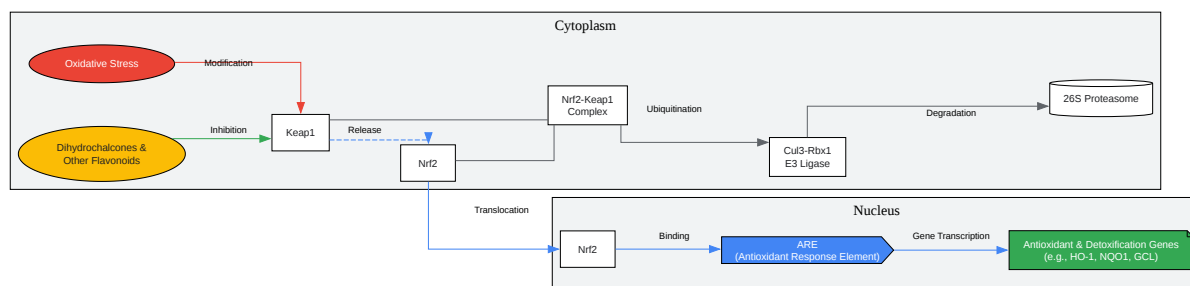 Cytoplasm
Oxidative Stress
Modification
Nrf2-Keap1
Complex
Ubiquitination
26S Proteasome
Degradation
Keap1
Inhibition
Release
Dihydrochalcones &
Other Flavonoids
Nrf2
Cul3-Rbx1
E3 Ligase
Translocation
Nucleus
Nrf2
Binding
ARE
(Antioxidant Response Element)
Gene Transcription
Antioxidant & Detoxification Genes
(e.g., HO-1, NQO1, GCL)